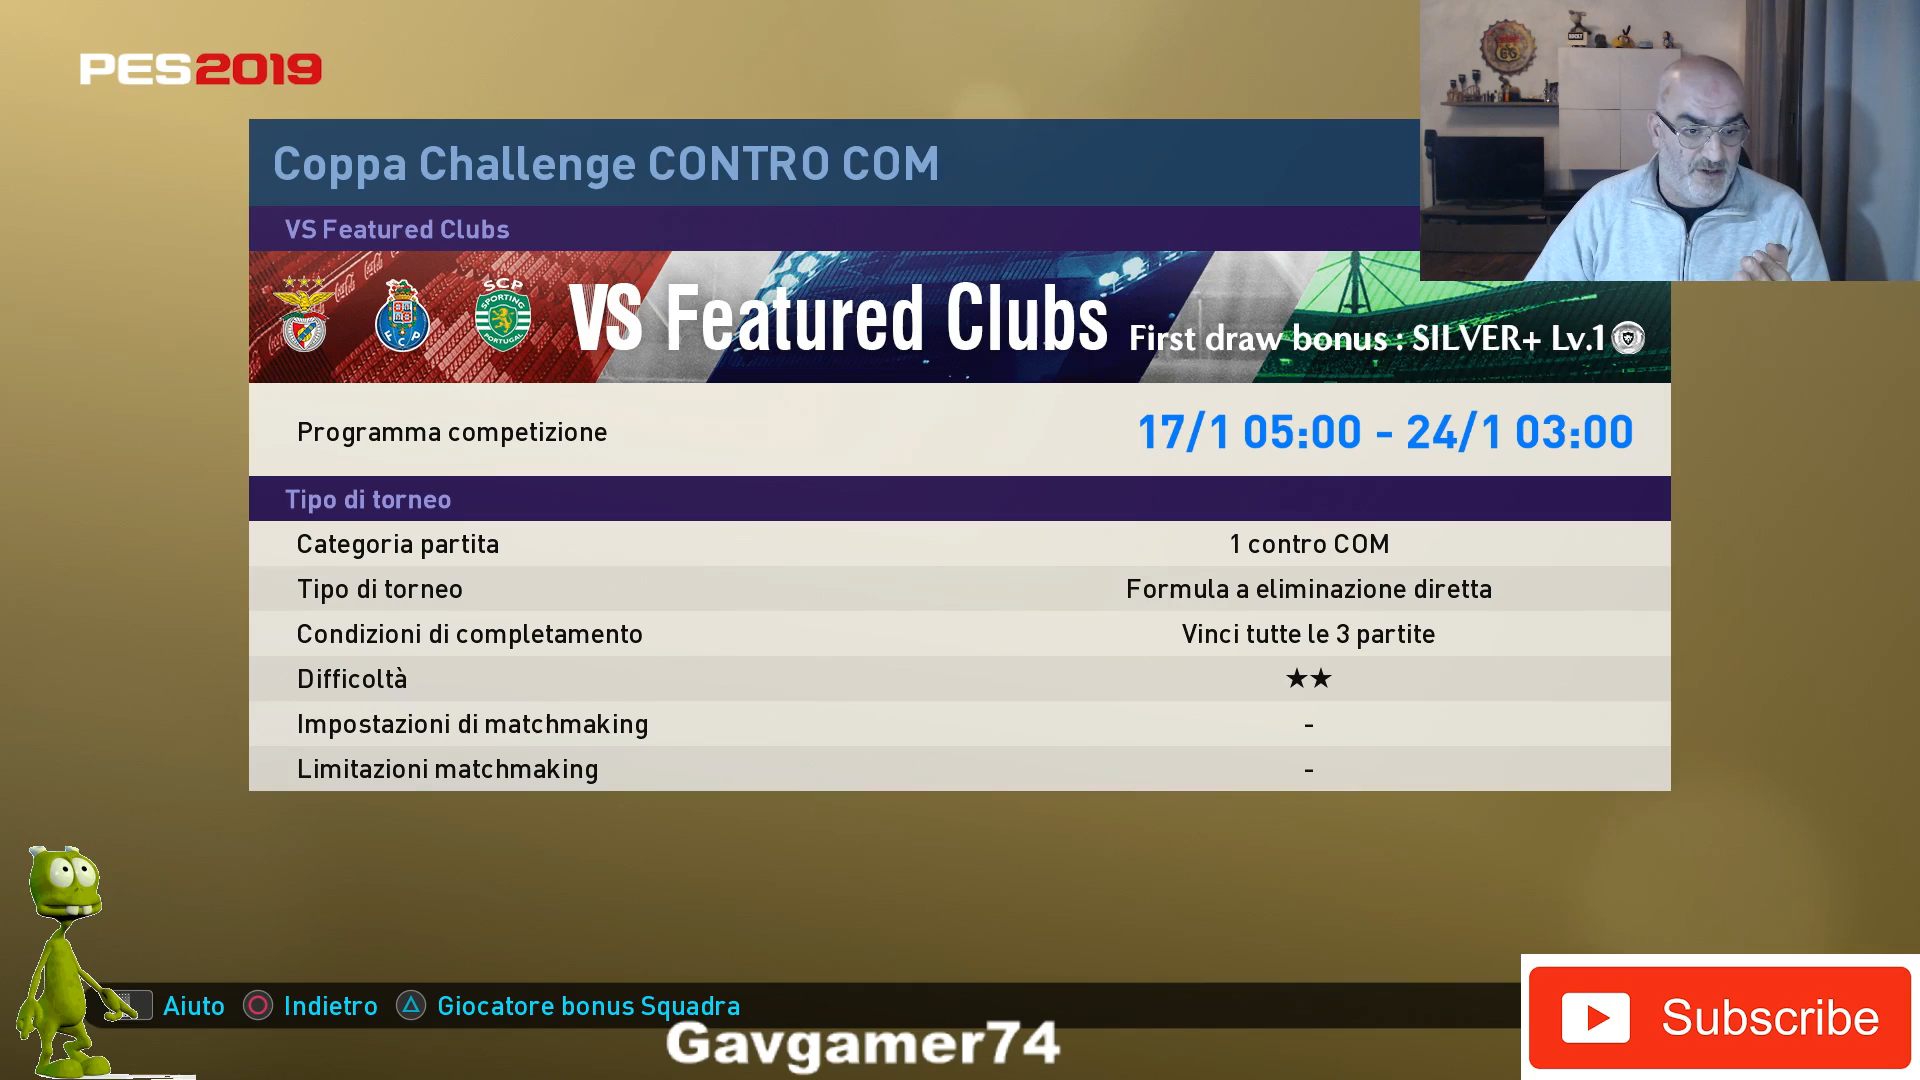 PES2019
Coppa Challenge CONTRO COM
VS Featured Clubs
SCP
SPORTING
PORTUGAL
F C P
VS Featured Clubs
First draw bonus : SILVER+ Lv.1
Programma competizione
17/1 05:00 - 24/1 03:00
Tipo di torneo
Categoria partita
1 contro COM
Tipo di torneo
Formula a eliminazione diretta
Condizioni di completamento
Vinci tutte le 3 partite
Difficoltà
★★
Impostazioni di matchmaking
-
Limitazioni matchmaking
-
Aiuto
Indietro
Giocatore bonus Squadra
Gavgamer74
Subscribe